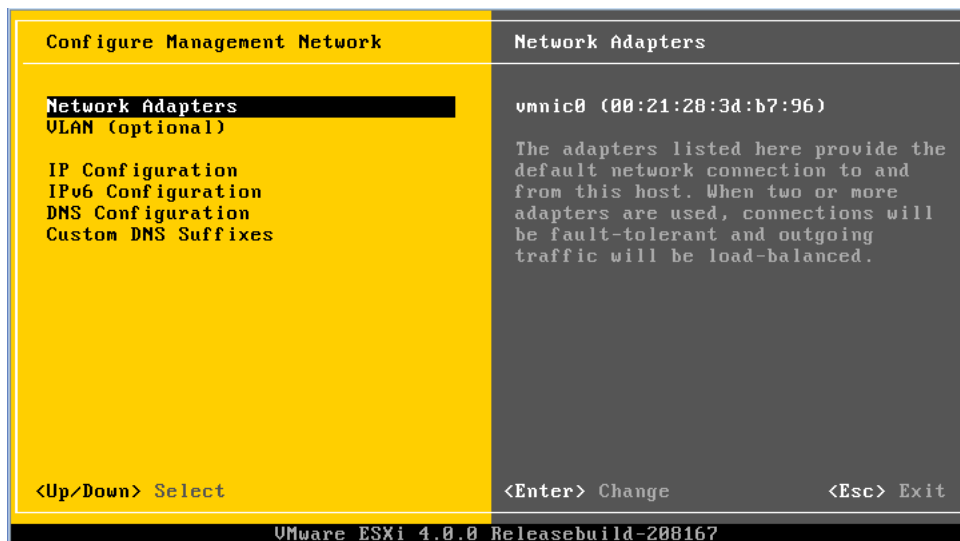 Configure Management Network
Network Adapters
VLAN (optional)
IP Configuration
IPv6 Configuration
DNS Configuration
Custom DNS Suffixes
<Up/Down> Select
Network Adapters
vmnic0 (00:21:28:3d:b7:96)
The adapters listed here provide the
default network connection to and
from this host. When two or more
adapters are used, connections will
be fault-tolerant and outgoing
traffic will be load-balanced.
<Enter> Change
<Esc> Exit
VMware ESXi 4.0.0 Releasebuild-208167